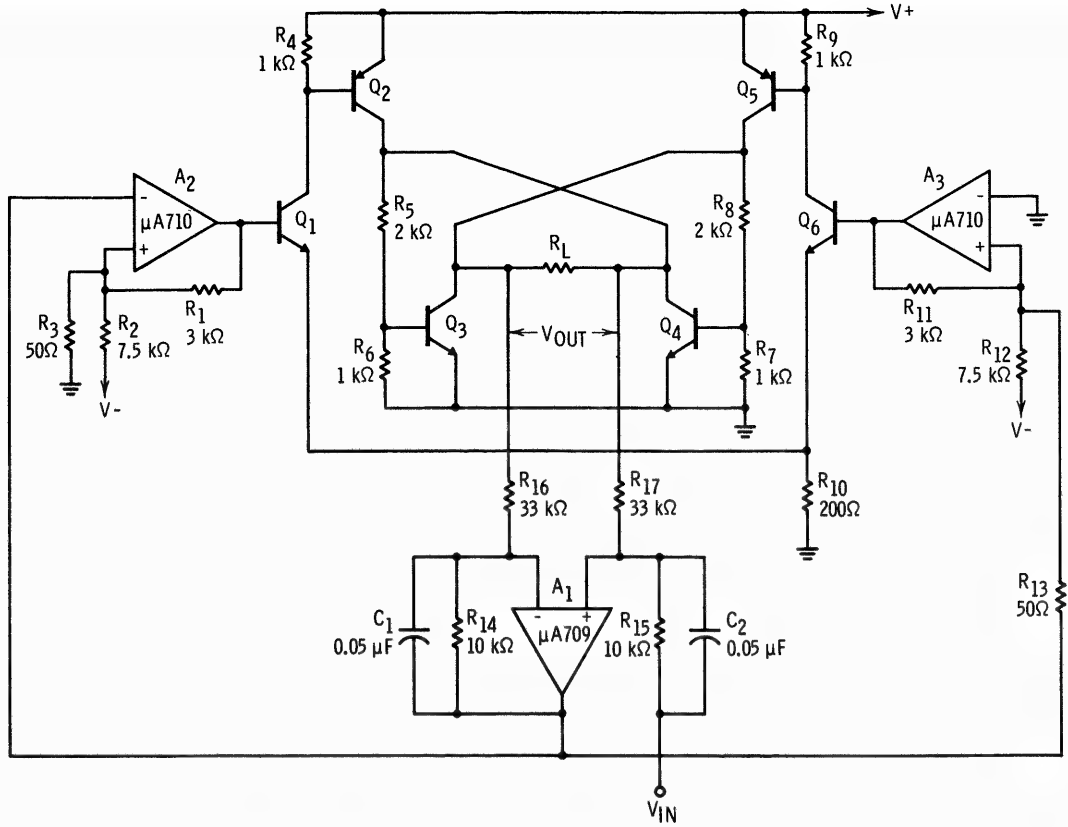 V+
R4
1 kΩ
Q2
Q5
R9
1 kΩ
A2
-
μA710
+
Q1
R5
2 kΩ
R8
2 kΩ
Q6
A3
-
μA710
+
RL
R3
50Ω
R2
7.5 kΩ
V-
R1
3 kΩ
Q3
VOUT
Q4
R6
1 kΩ
R7
1 kΩ
R11
3 kΩ
R12
7.5 kΩ
V-
R16
33 kΩ
R17
33 kΩ
R10
200Ω
C1
0.05 μF
R14
10 kΩ
A1
- +
μA709
R15
10 kΩ
C2
0.05 μF
R13
50Ω
VIN